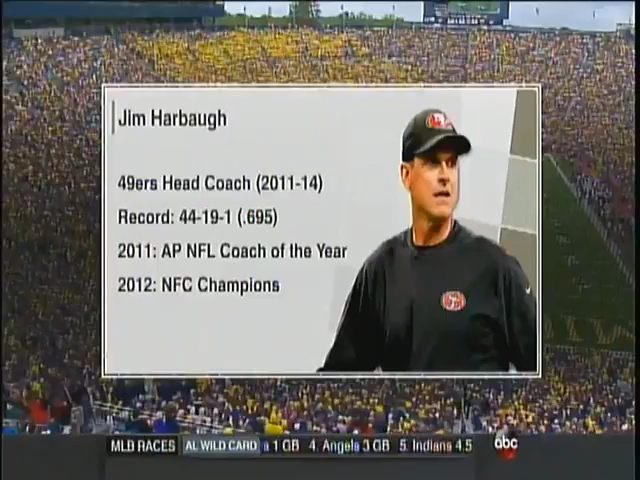 Jim Harbaugh
49ers Head Coach (2011-14)
Record: 44-19-1 (.695)
2011: AP NFL Coach of the Year
2012: NFC Champions
MLB RACES AL WILD CARD 1 GB 4. Angels 3 GB 5. Indians 4.5 abc